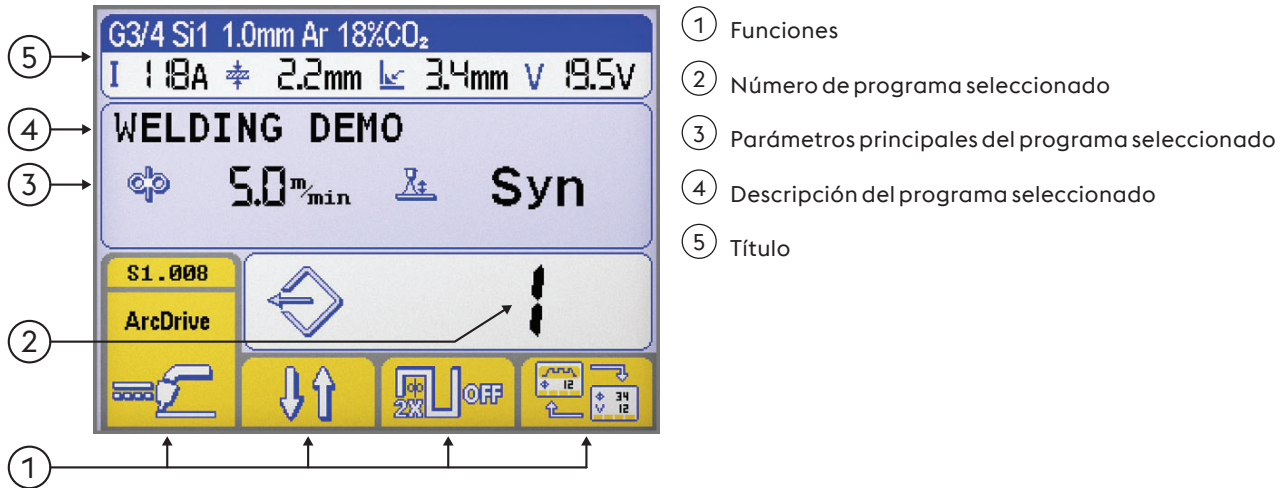 G3/4 Si1 1.0mm Ar 18%CO₂
I 118A 2.2mm 3.4mm V 19.5V
WELDING DEMO
5.0 m/min Syn
S1.008
ArcDrive
1
2X OFF
12
34
V 12
5
4
3
2
1
1 Funciones
2 Número de programa seleccionado
3 Parámetros principales del programa seleccionado
4 Descripción del programa seleccionado
5 Título